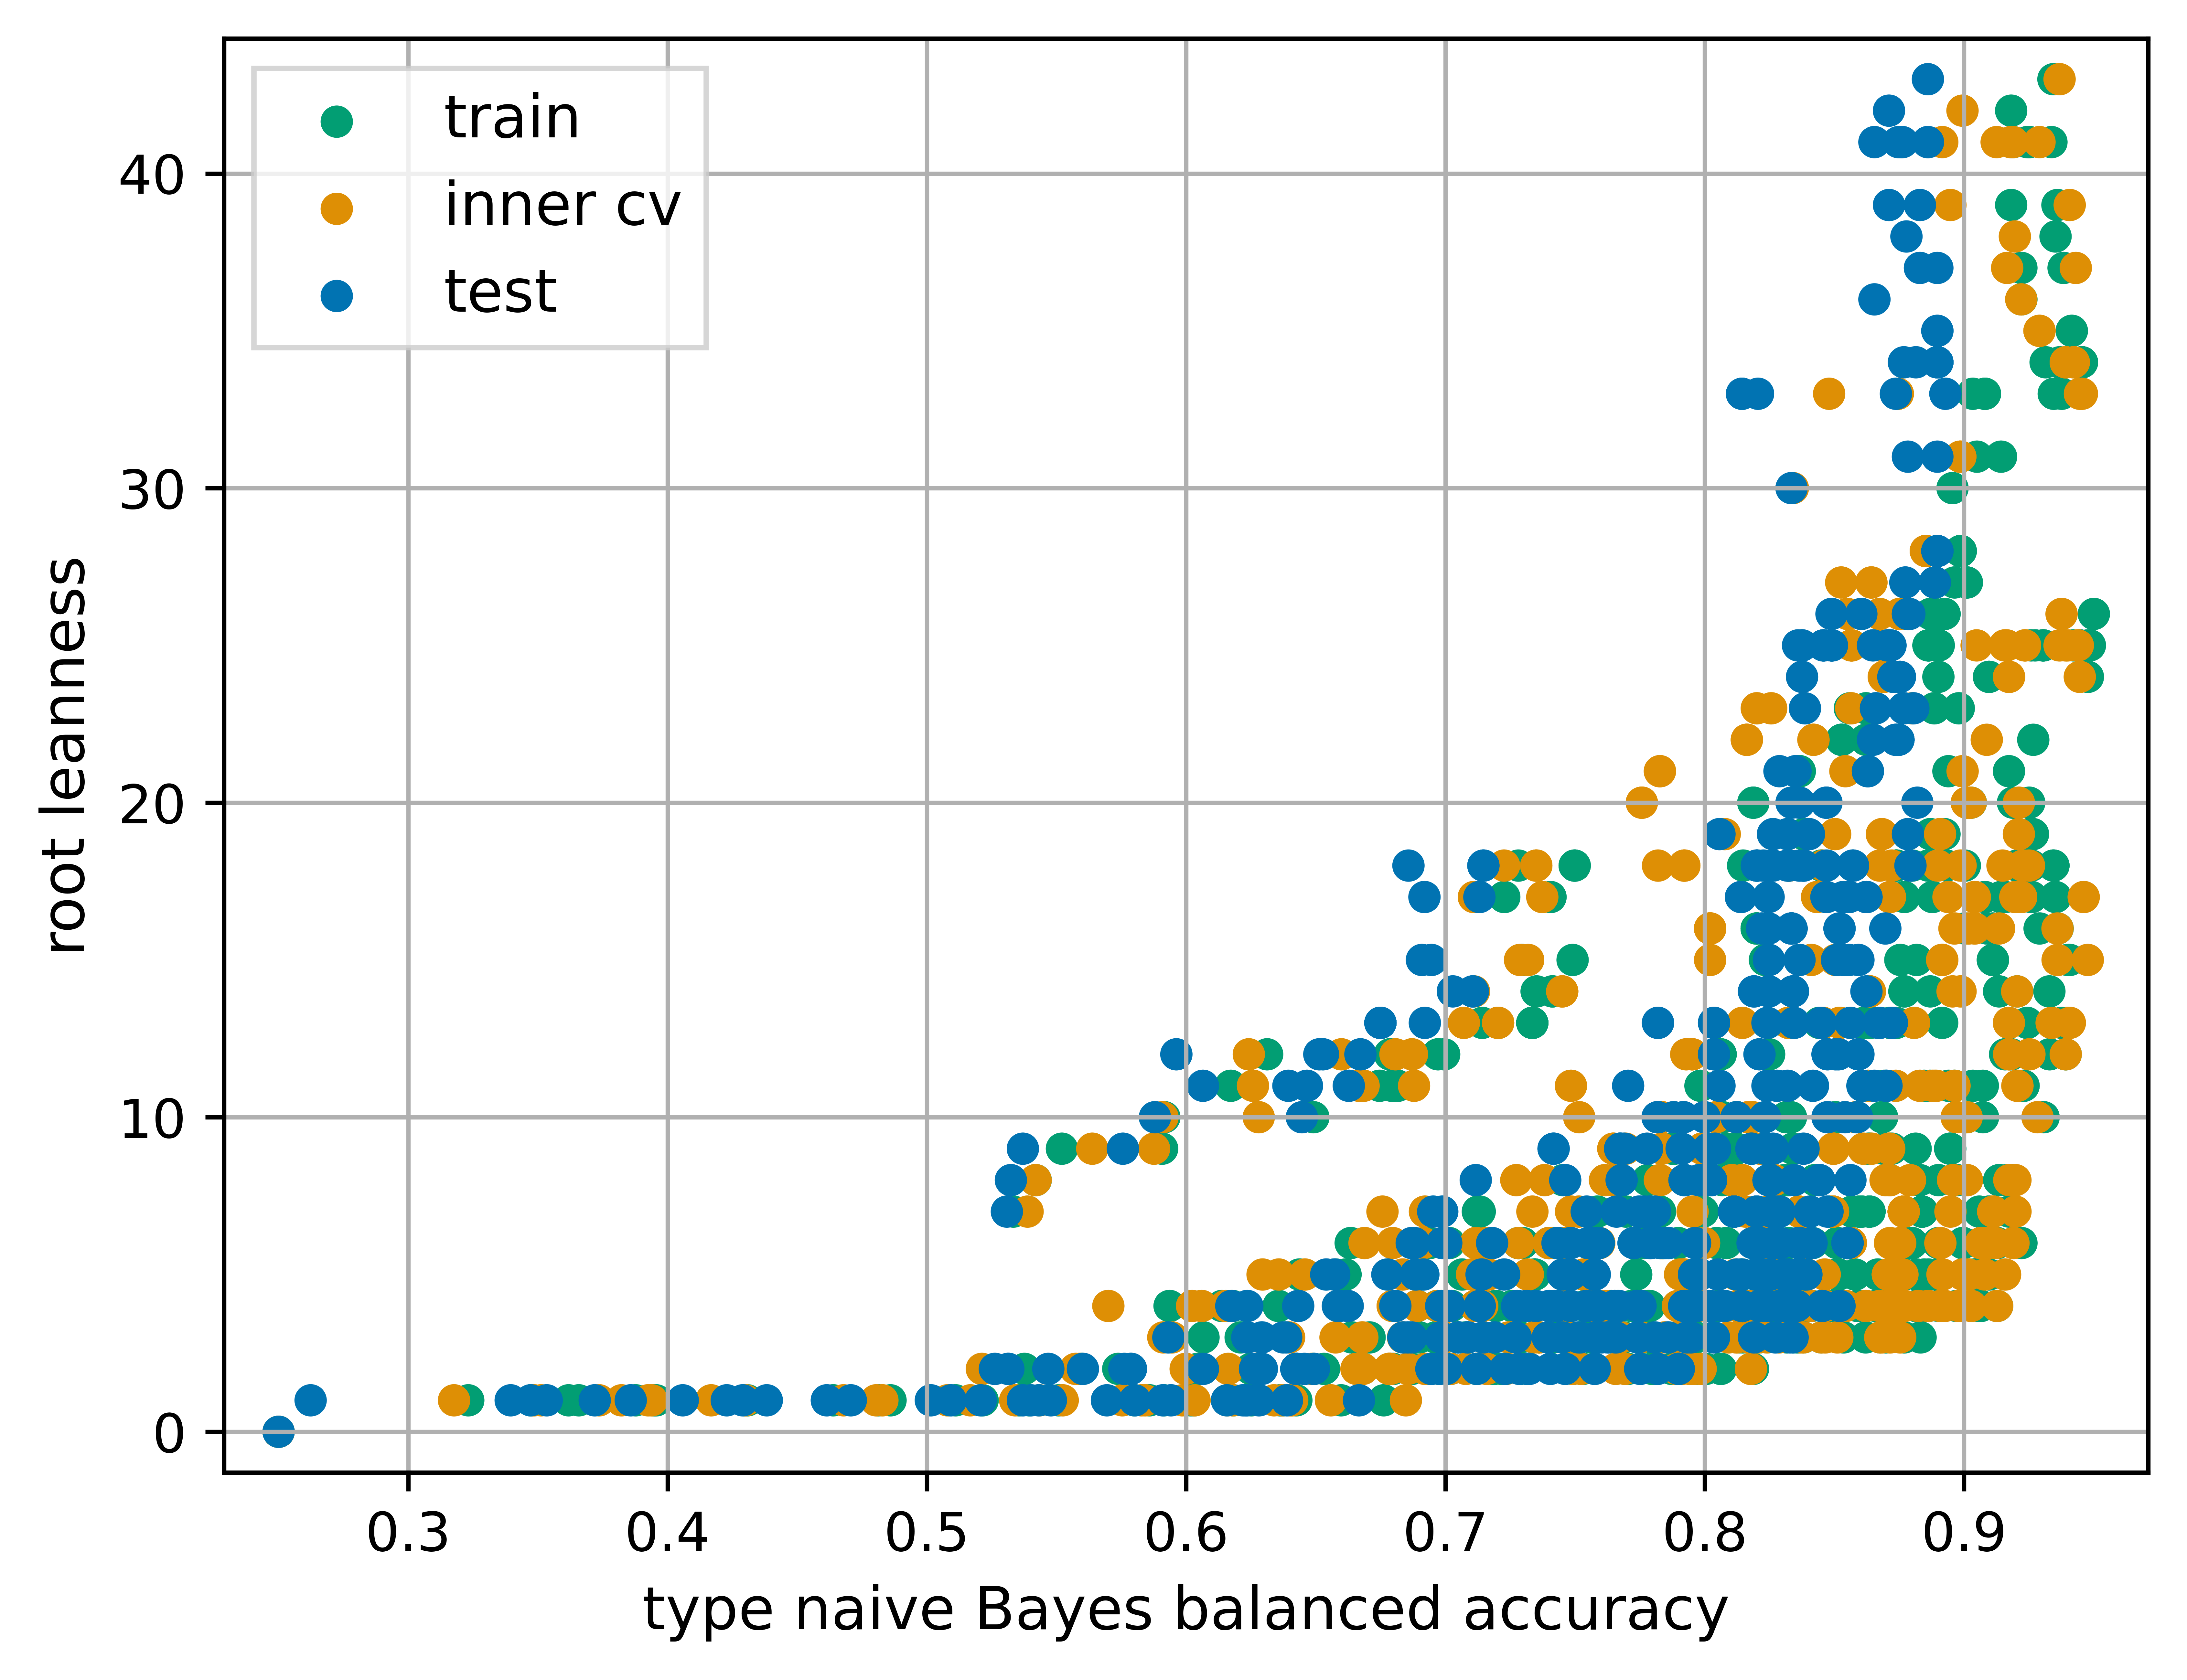 train
inner cv
test
40
30
20
10
0
root leanness
0.3 0.4 0.5 0.6 0.7 0.8 0.9
type naive Bayes balanced accuracy